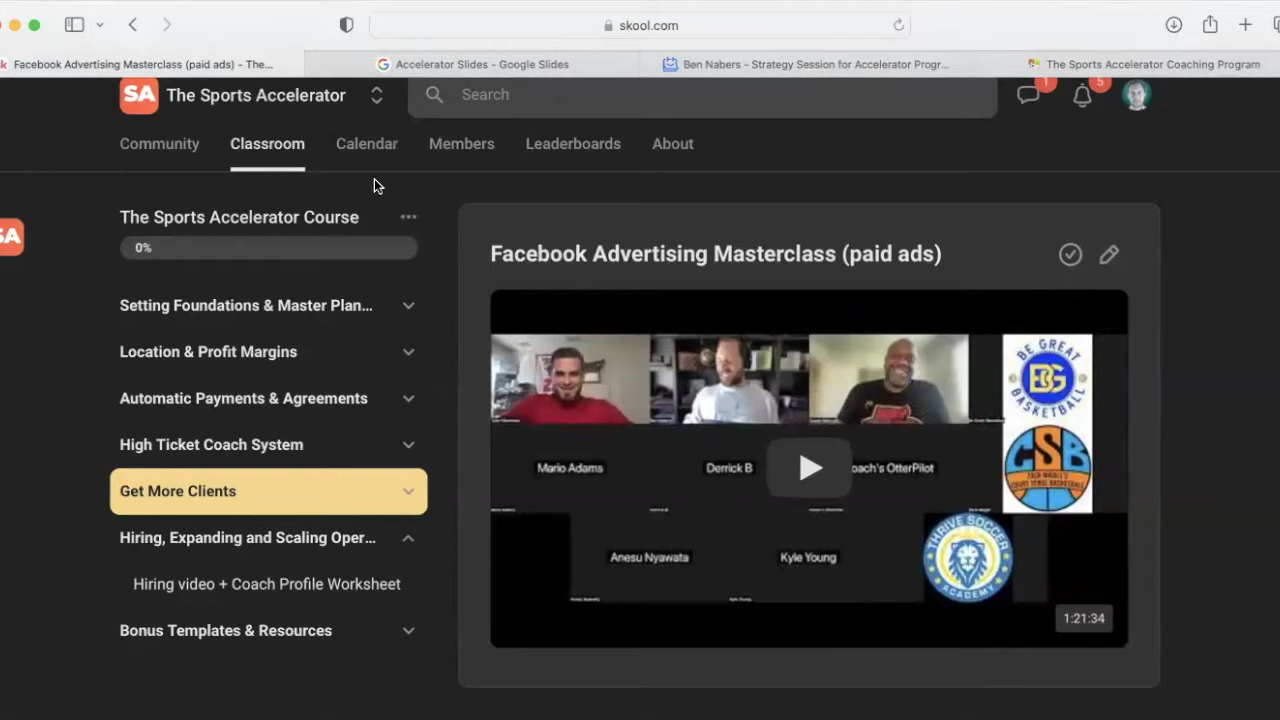 skool.com
k Facebook Advertising Masterclass (paid ads) – The...
Accelerator Slides - Google Slides
Ben Nabers - Strategy Session for Accelerator Progr...
The Sports Accelerator Coaching Program
SA
The Sports Accelerator
Search
1
5
Community
Classroom
Calendar
Members
Leaderboards
About
SA
The Sports Accelerator Course
0%
Setting Foundations & Master Plan...
Location & Profit Margins
Automatic Payments & Agreements
High Ticket Coach System
Get More Clients
Hiring, Expanding and Scaling Oper...
Hiring video + Coach Profile Worksheet
Bonus Templates & Resources
Facebook Advertising Masterclass (paid ads)
BE GREAT
BG
BASKETBALL
Mario Adams
Derrick B
oach's OtterPilot
CSB
Anesu Nyawata
Kyle Young
THRIVE SOCCER
ACADEMY
1:21:34